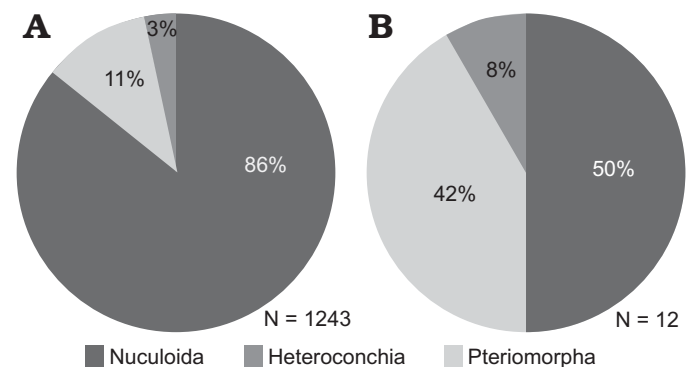 A
3%
11%
86%
N = 1243
B
8%
42%
50%
N = 12
Nuculoida Heteroconchia Pteriomorpha